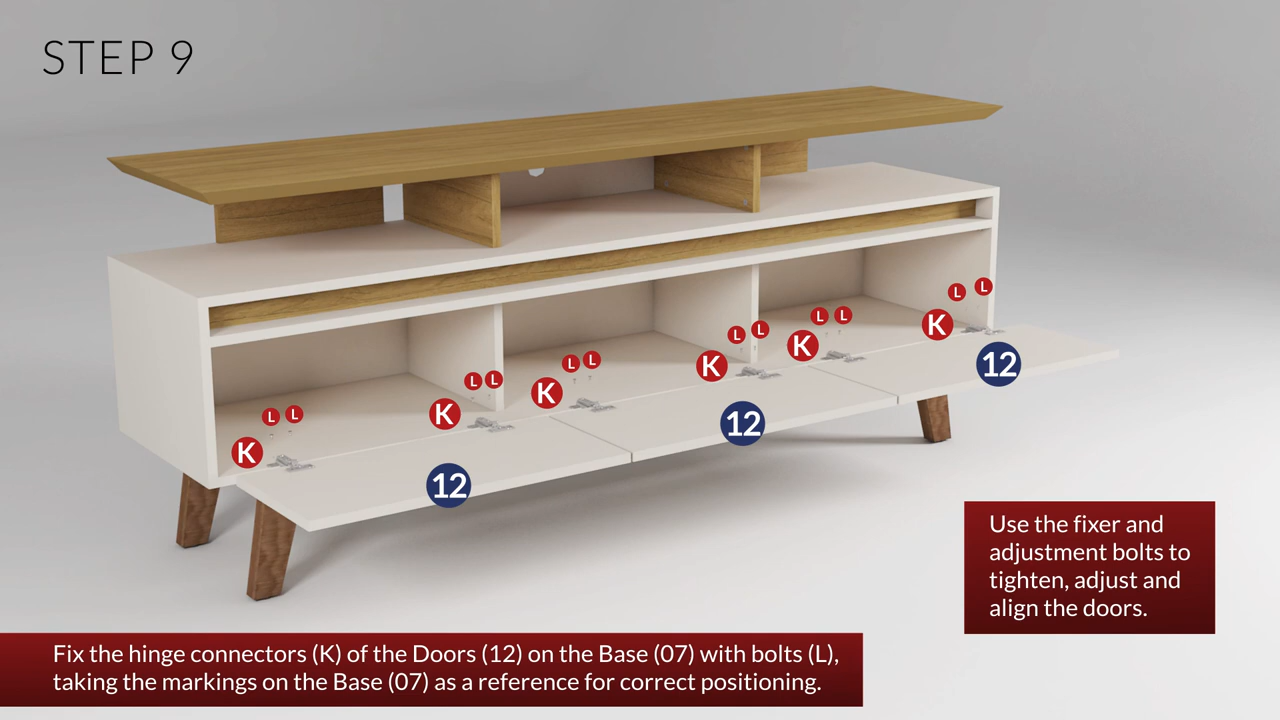 STEP 9
L L
L L
K
L L
L L
K
L L
K
K
L L
K
12
K
12
12
Use the fixer and
adjustment bolts to
tighten, adjust and
align the doors.
Fix the hinge connectors (K) of the Doors (12) on the Base (07) with bolts (L),
taking the markings on the Base (07) as a reference for correct positioning.